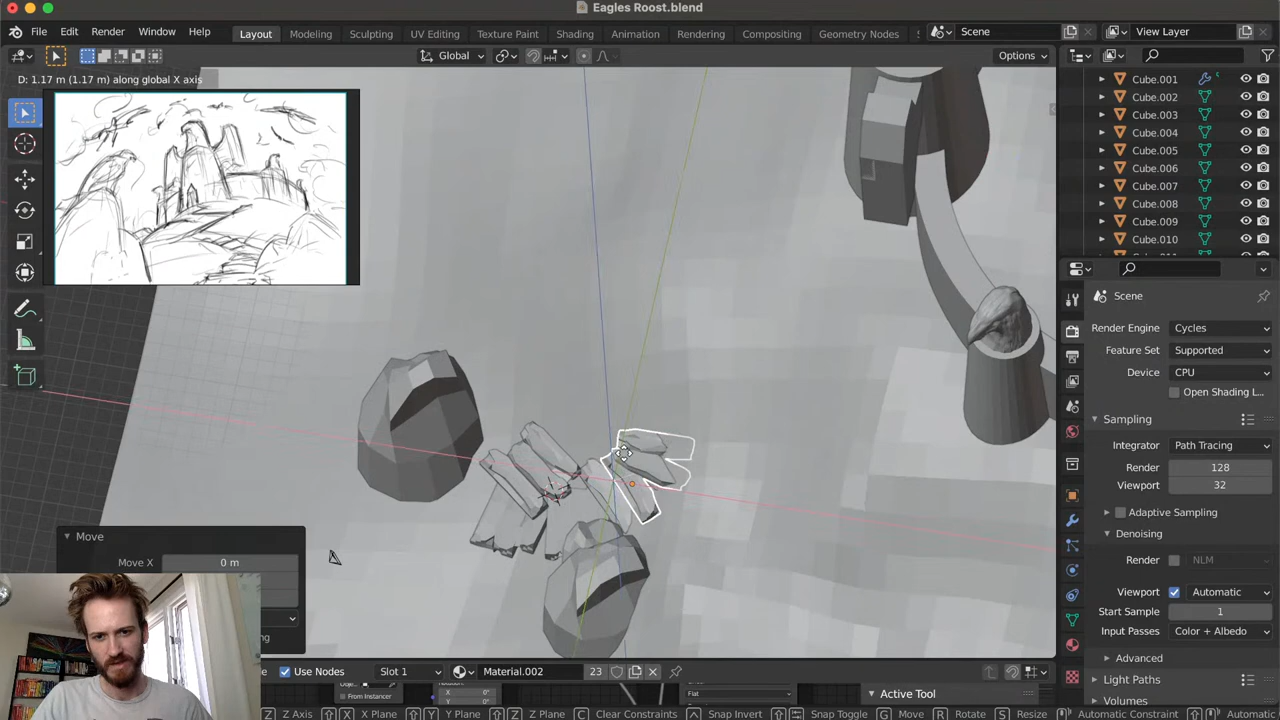 Eagles Roost.blend
File Edit Render Window Help Layout Modeling Sculpting UV Editing Texture Paint Shading Animation Rendering Compositing Geometry Nodes Scene View Layer
Global Options
D: 1.17 m (1.17 m) along global X axis
Cube.001
Cube.002
Cube.003
Cube.004
Cube.005
Cube.006
Cube.007
Cube.008
Cube.009
Cube.010
Scene
Render Engine Cycles
Feature Set Supported
Device CPU
Open Shading L...
Sampling
Integrator Path Tracing
Render 128
Viewport 32
Adaptive Sampling
Denoising
Render NLM
Viewport Automatic
Start Sample 1
Input Passes Color + Albedo
Advanced
Light Paths
Volumes
Move
Move X 0 m
Use Nodes Slot 1 Material.002 23
From Instancer
X 0°
Y 0°
Flat
Active Tool
Z Axis X Plane Y Plane Z Plane Clear Constraints Snap Invert Snap Toggle Move Rotate Resize Automatic Constraint Automatic